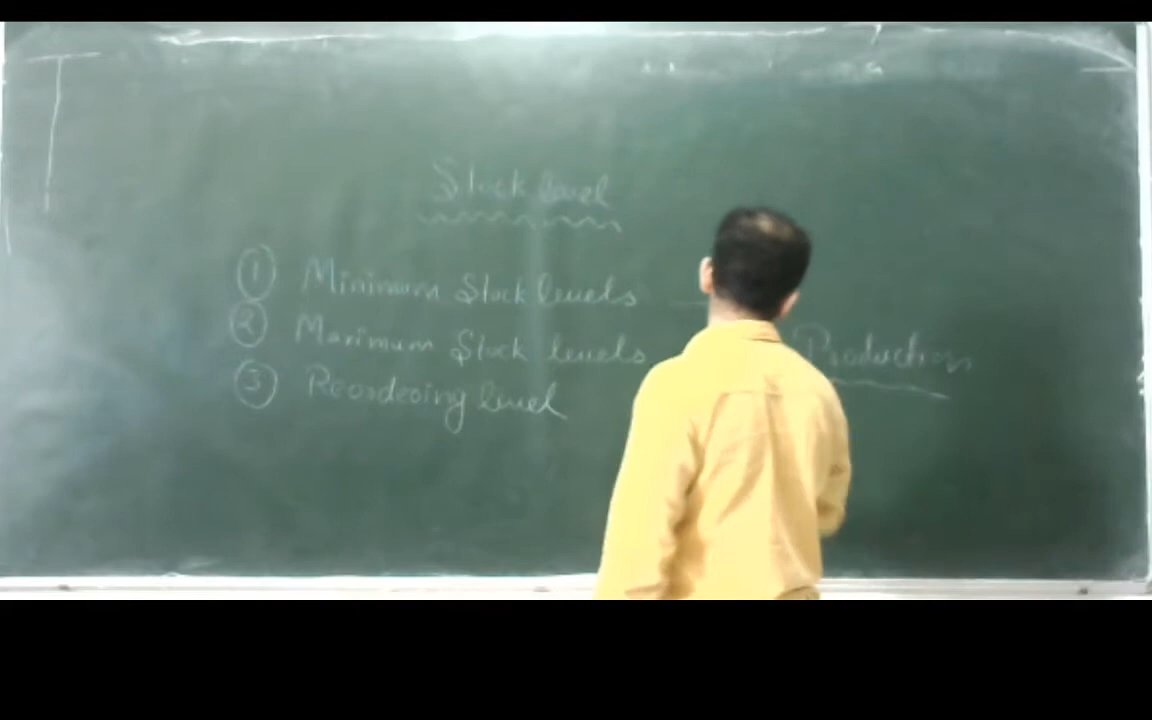 Stock level
① Minimum Stock levels
② Maximum Stock levels
Production
③ Reordering level